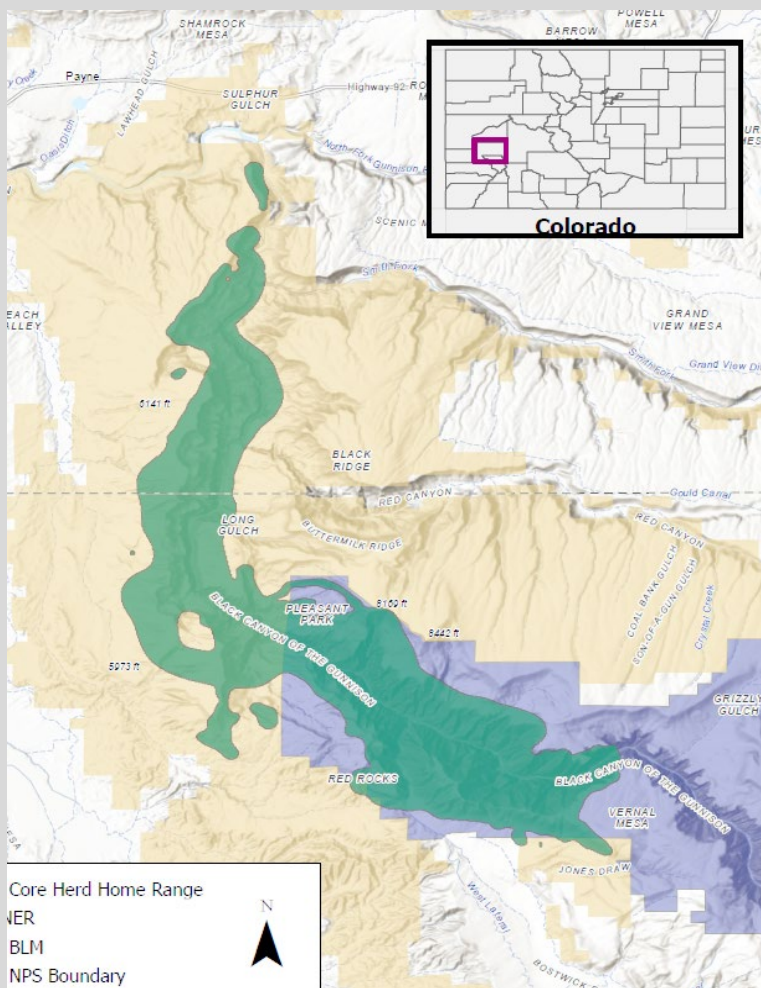 SHAMROCK
MESA
POWELL
MESA
BARROW
Payne
LAWHEAD GULCH
SULPHUR
GULCH
Highway 92
Oasis Ditch
North Fork Gunnison
Colorado
SCENIC
Smith Fork
GRAND
VIEW MESA
Smith Fork
Grand View
6141 ft
BLACK
RIDGE
RED CANYON
Gould Canal
LONG
GULCH
BUTTERMILK RIDGE
RED CANYON
COAL BANK GULCH
SON-OF-A-GUN GULCH
Crystal Creek
PLEASANT
PARK
8169 ft
8442 ft
BLACK CANYON OF THE GUNNISON
5973 ft
GRIZZLY
GULCH
RED ROCKS
BLACK CANYON OF THE GUNNISON
VERNAL
MESA
JONES DRAW
West Lateral
BOSTWICK
Core Herd Home Range
NER
BLM
NPS Boundary
N